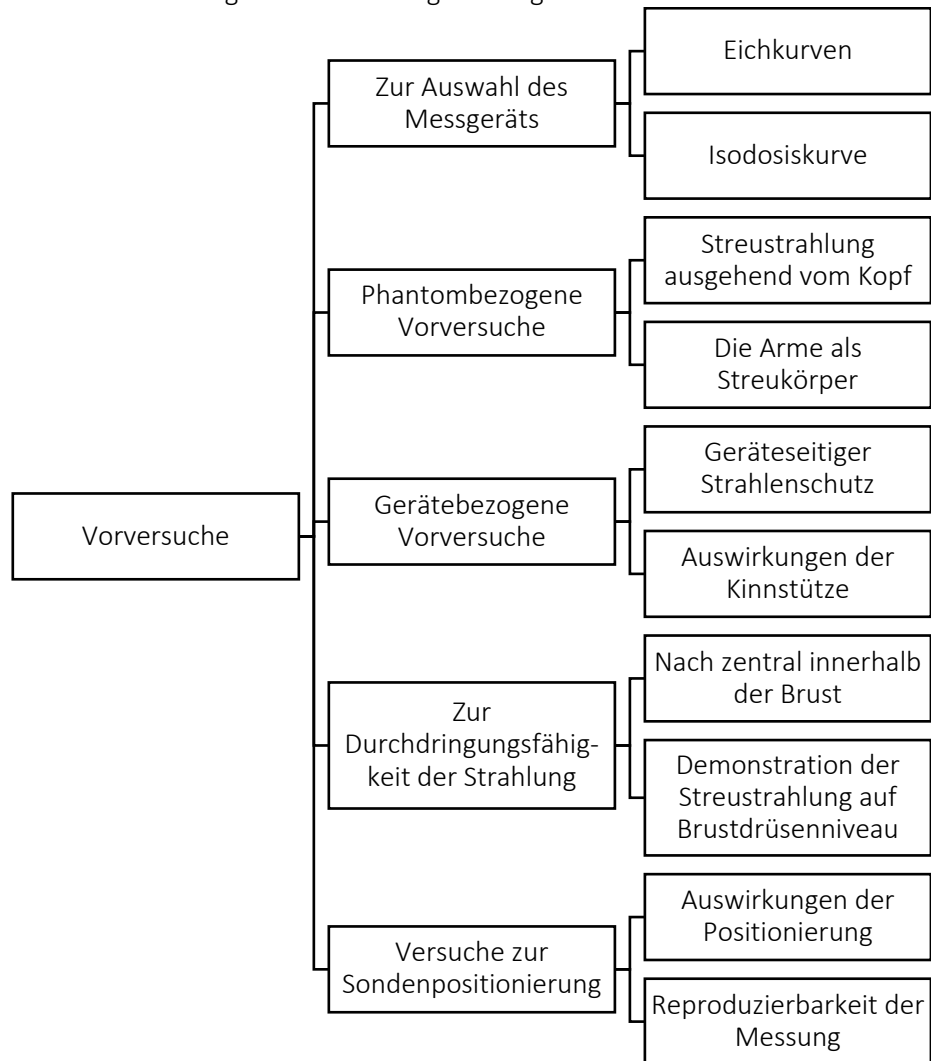 Eichkurven
Zur Auswahl des
Messgeräts
Isodosiskurve
Streustrahlung
ausgehend vom Kopf
Phantombezogene
Vorversuche
Die Arme als
Streukörper
Geräteseitiger
Strahlenschutz
Vorversuche
Gerätebezogene
Vorversuche
Auswirkungen der
Kinnstütze
Nach zentral innerhalb
der Brust
Zur
Durchdringungsfähig-
keit der Strahlung
Demonstration der
Streustrahlung auf
Brustdrüsenniveau
Auswirkungen der
Positionierung
Versuche zur
Sondenpositionierung
Reproduzierbarkeit der
Messung